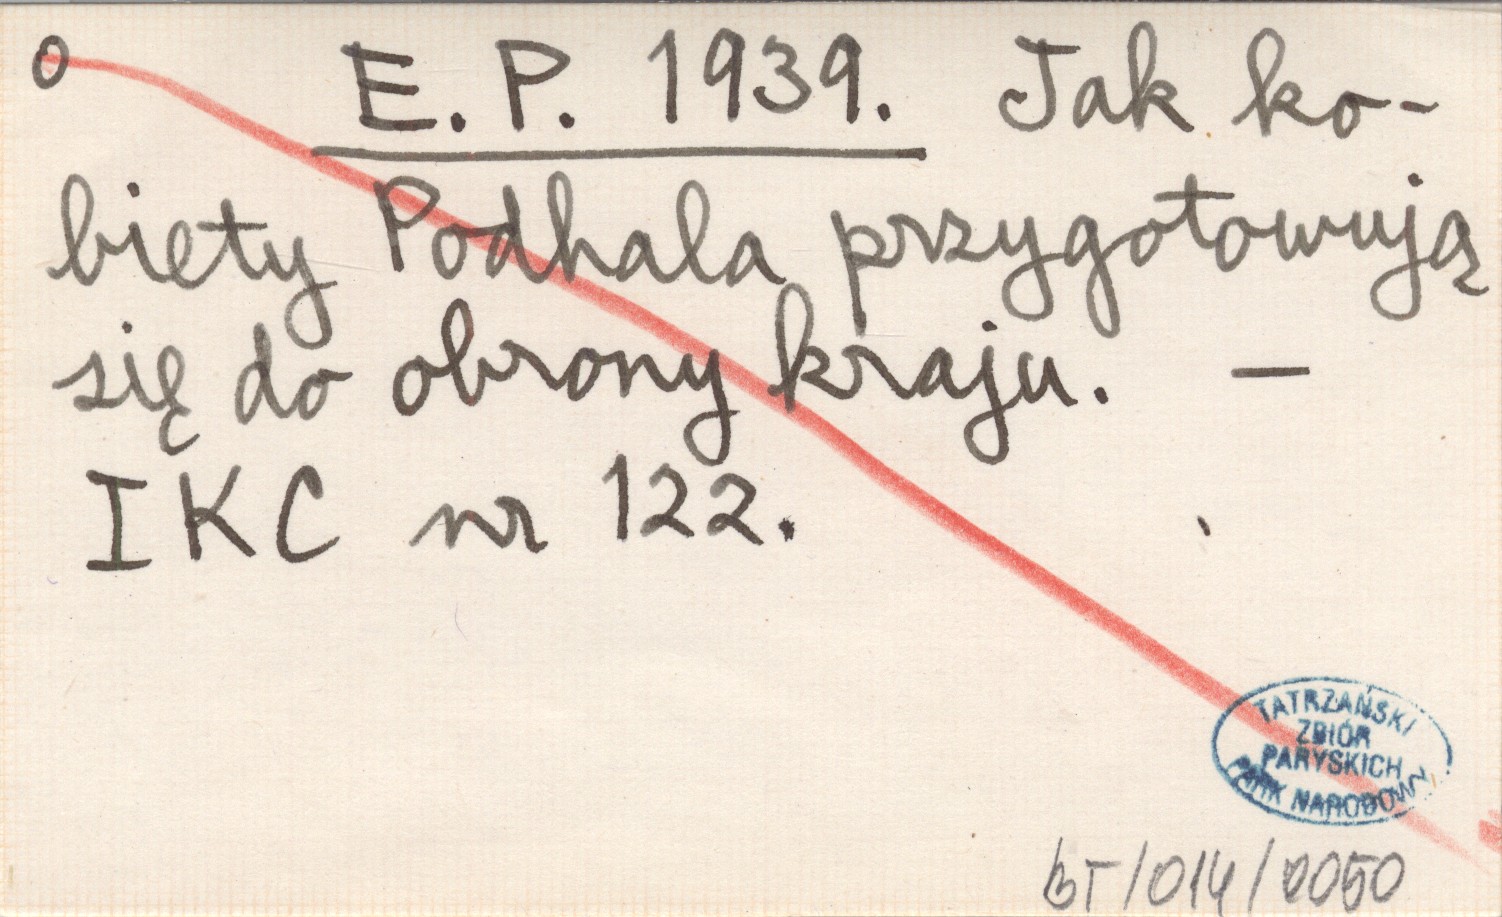 o E. P. 1939. Jak ko-
biety Podhala przygotowują
się do obrony kraju. —
IKC nr 122.
TATRZAŃSKI
ZBIÓR
PARYSKICH
PARK NARODOWY
BT/014/0050